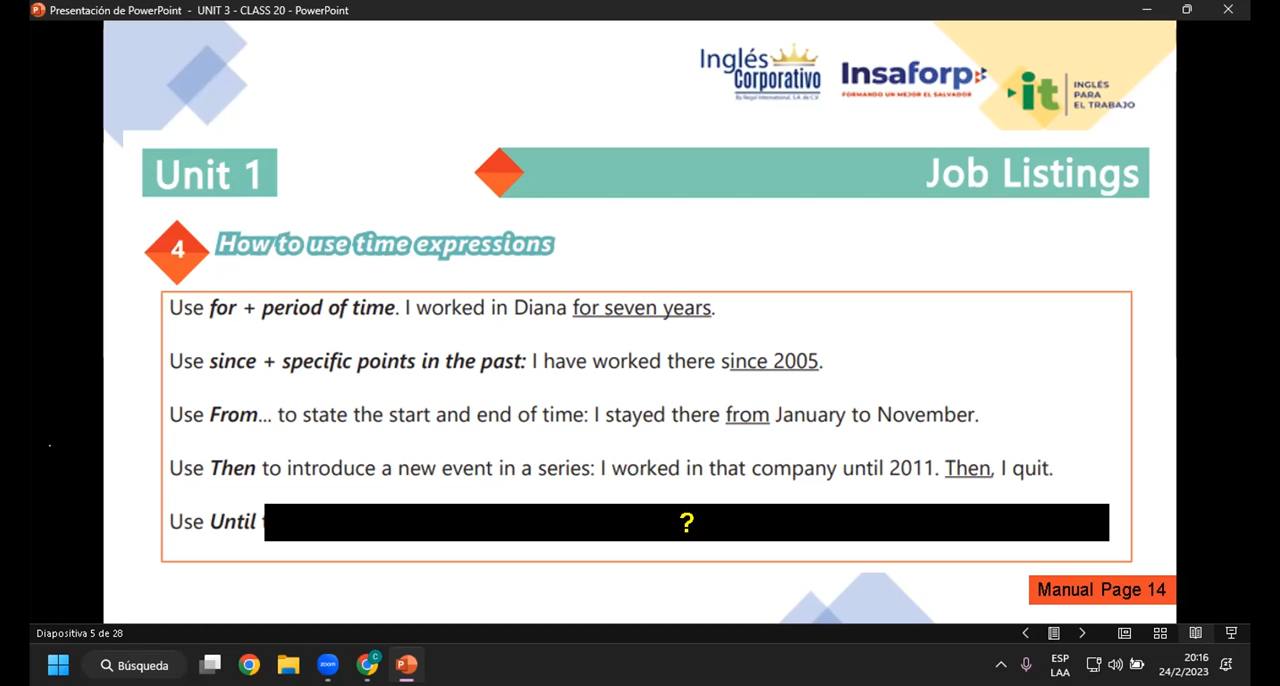 Presentación de PowerPoint - UNIT 3 - CLASS 20 - PowerPoint
Inglés
Corporativo
By Regal International, S.A. de C.V.
Insaforp
FORMANDO UN MEJOR EL SALVADOR
it
INGLÉS
PARA
EL TRABAJO
Unit 1
Job Listings
4
How to use time expressions
Use for + period of time. I worked in Diana for seven years.
Use since + specific points in the past: I have worked there since 2005.
Use From... to state the start and end of time: I stayed there from January to November.
Use Then to introduce a new event in a series: I worked in that company until 2011. Then, I quit.
Use Until
?
Manual Page 14
Diapositiva 5 de 28
Búsqueda
zoom
C
ESP
LAA
20:16
24/2/2023